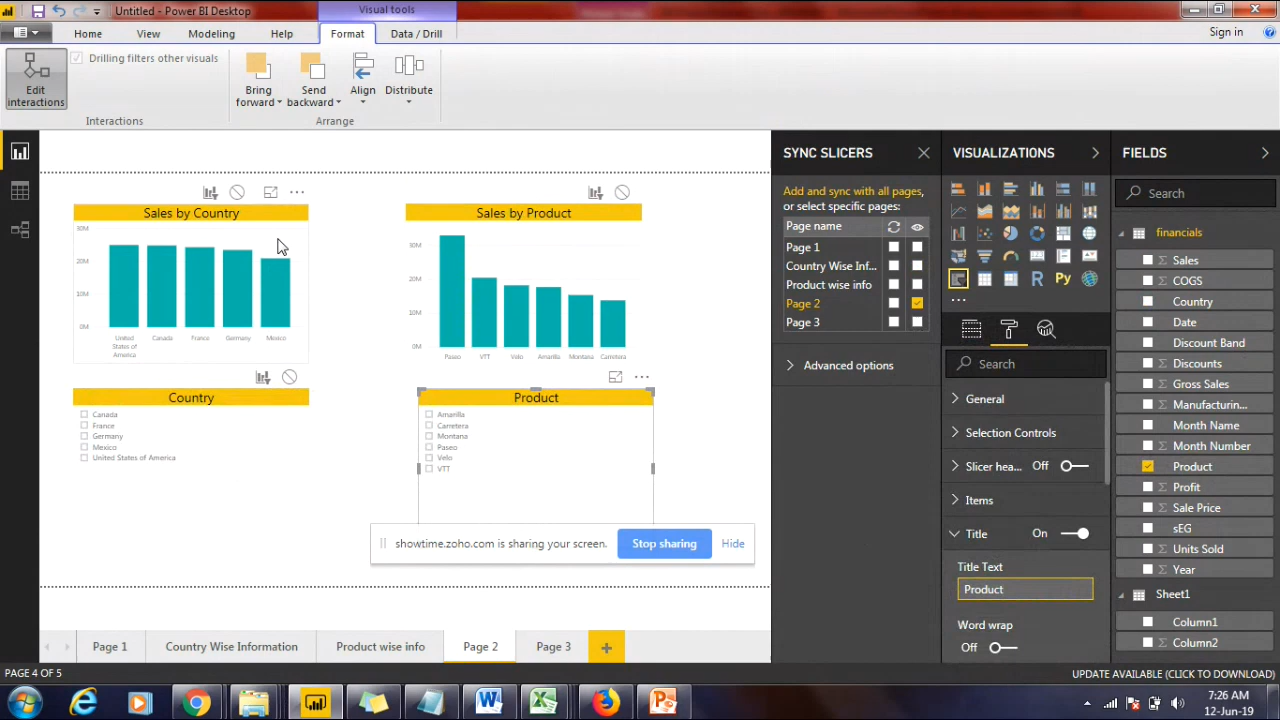 Untitled - Power BI Desktop
Visual tools
Home
View
Modeling
Help
Format
Data / Drill
Sign in
Edit
interactions
Drilling filters other visuals
Interactions
Bring
forward
Send
backward
Align
Distribute
Arrange
Sales by Country
30M
20M
10M
0M
United
States of
America
Canada
France
Germany
Mexico
Sales by Product
30M
20M
10M
0M
Paseo
VTT
Velo
Amarilla
Montana
Carretera
Country
Canada
France
Germany
Mexico
United States of America
Product
Amarilla
Carretera
Montana
Paseo
Velo
VTT
showtime.zoho.com is sharing your screen.
Stop sharing
Hide
SYNC SLICERS
Add and sync with all pages,
or select specific pages:
Page name
Page 1
Country Wise Inf...
Product wise info
Page 2
Page 3
Advanced options
VISUALIZATIONS
R
Py
Search
General
Selection Controls
Slicer hea... Off
Items
Title On
Title Text
Product
Word wrap
Off
FIELDS
Search
financials
Sales
COGS
Country
Date
Discount Band
Discounts
Gross Sales
Manufacturin...
Month Name
Month Number
Product
Profit
Sale Price
sEG
Units Sold
Year
Sheet1
Column1
Column2
Page 1
Country Wise Information
Product wise info
Page 2
Page 3
PAGE 4 OF 5
UPDATE AVAILABLE (CLICK TO DOWNLOAD)
7:26 AM
12-Jun-19